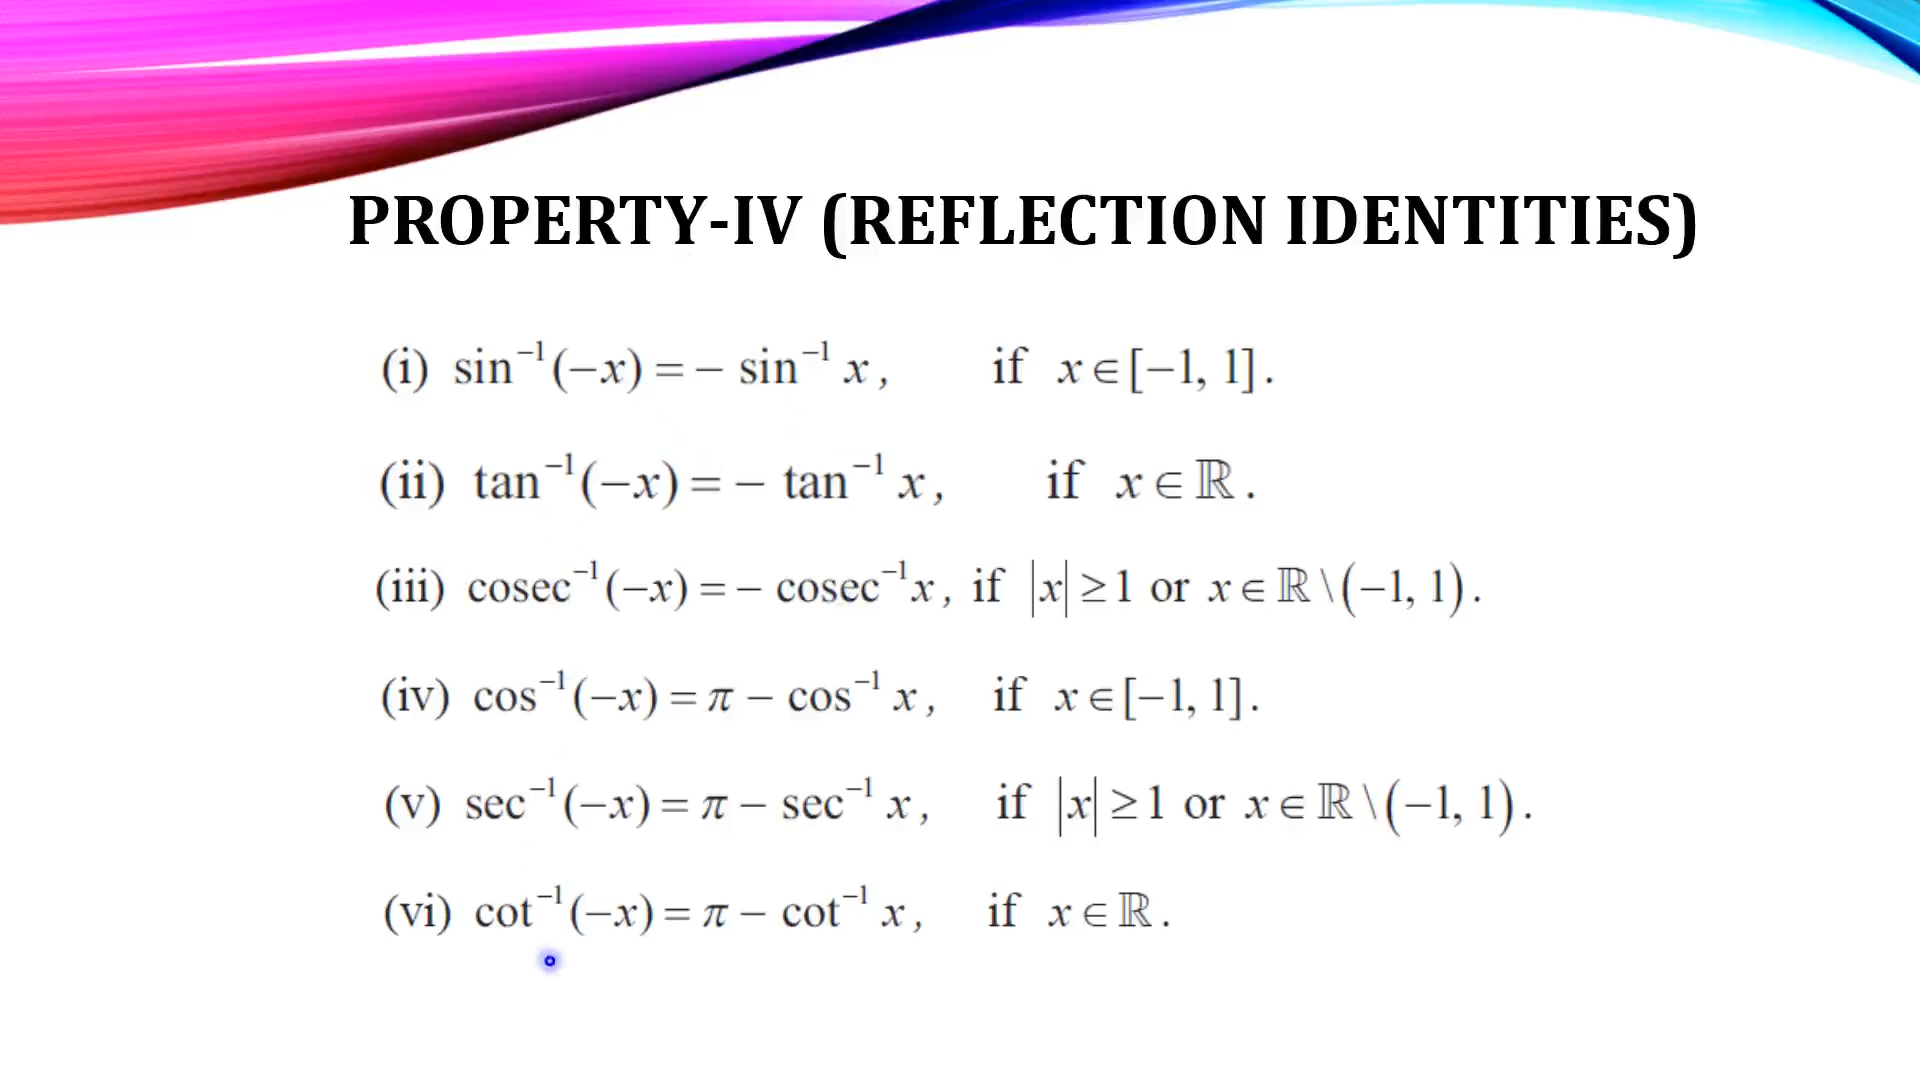 PROPERTY-IV (REFLECTION IDENTITIES)
(i) sin⁻¹(−x) = − sin⁻¹ x, if x ∈ [−1, 1].
(ii) tan⁻¹(−x) = − tan⁻¹ x, if x ∈ ℝ.
(iii) cosec⁻¹(−x) = − cosec⁻¹x, if |x| ≥ 1 or x ∈ ℝ \ (−1, 1).
(iv) cos⁻¹(−x) = π − cos⁻¹ x, if x ∈ [−1, 1].
(v) sec⁻¹(−x) = π − sec⁻¹ x, if |x| ≥ 1 or x ∈ ℝ \ (−1, 1).
(vi) cot⁻¹(−x) = π − cot⁻¹ x, if x ∈ ℝ.